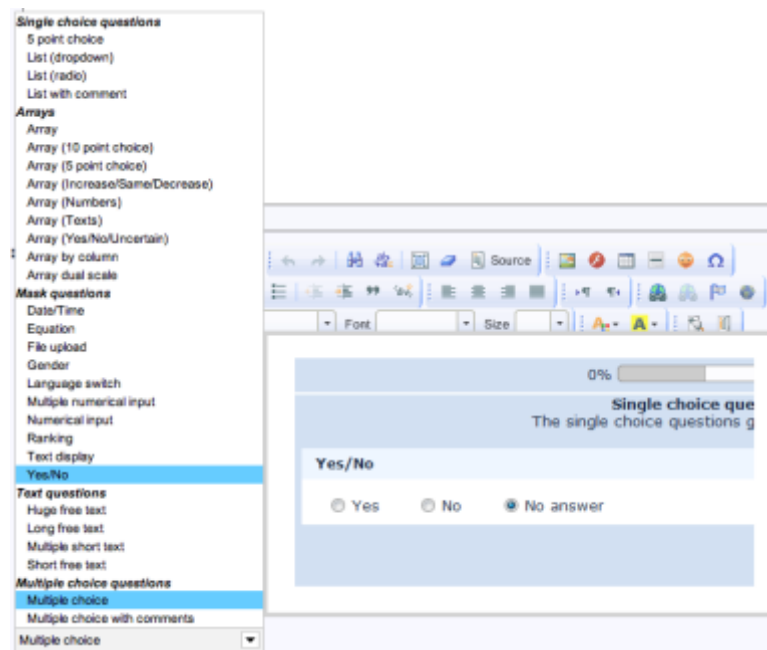 Single choice questions
5 point choice
List (dropdown)
List (radio)
List with comment
Arrays
Array
Array (10 point choice)
Array (5 point choice)
Array (Increase/Same/Decrease)
Array (Numbers)
Array (Texts)
Array (Yes/No/Uncertain)
Array by column
Array dual scale
Mask questions
Date/Time
Equation
File upload
Gender
Language switch
Multiple numerical input
Numerical input
Ranking
Text display
Yes/No
Text questions
Huge free text
Long free text
Multiple short text
Short free text
Multiple choice questions
Multiple choice
Multiple choice with comments
Multiple choice
Source
Font Size
0%
Single choice que
The single choice questions g
Yes/No
Yes No No answer